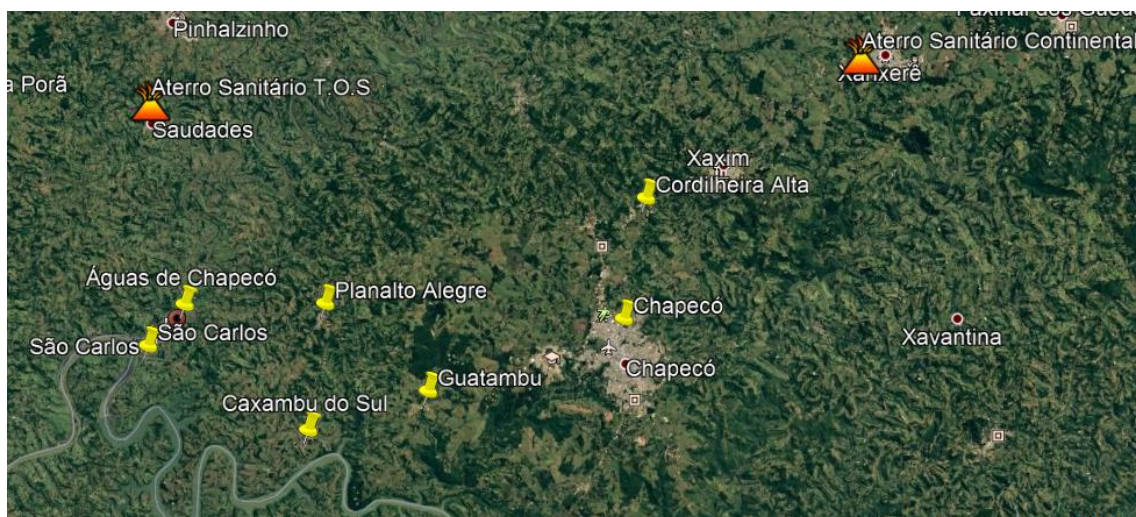 Pinhalzinho
Aterro Sanitário Continental
Xanxerê
a Porã
Aterro Sanitário T.O.S
Saudades
Xaxim
Cordilheira Alta
Águas de Chapecó
Planalto Alegre
Chapecó
São Carlos
São Carlos
Xavantina
Chapecó
Guatambu
Caxambu do Sul